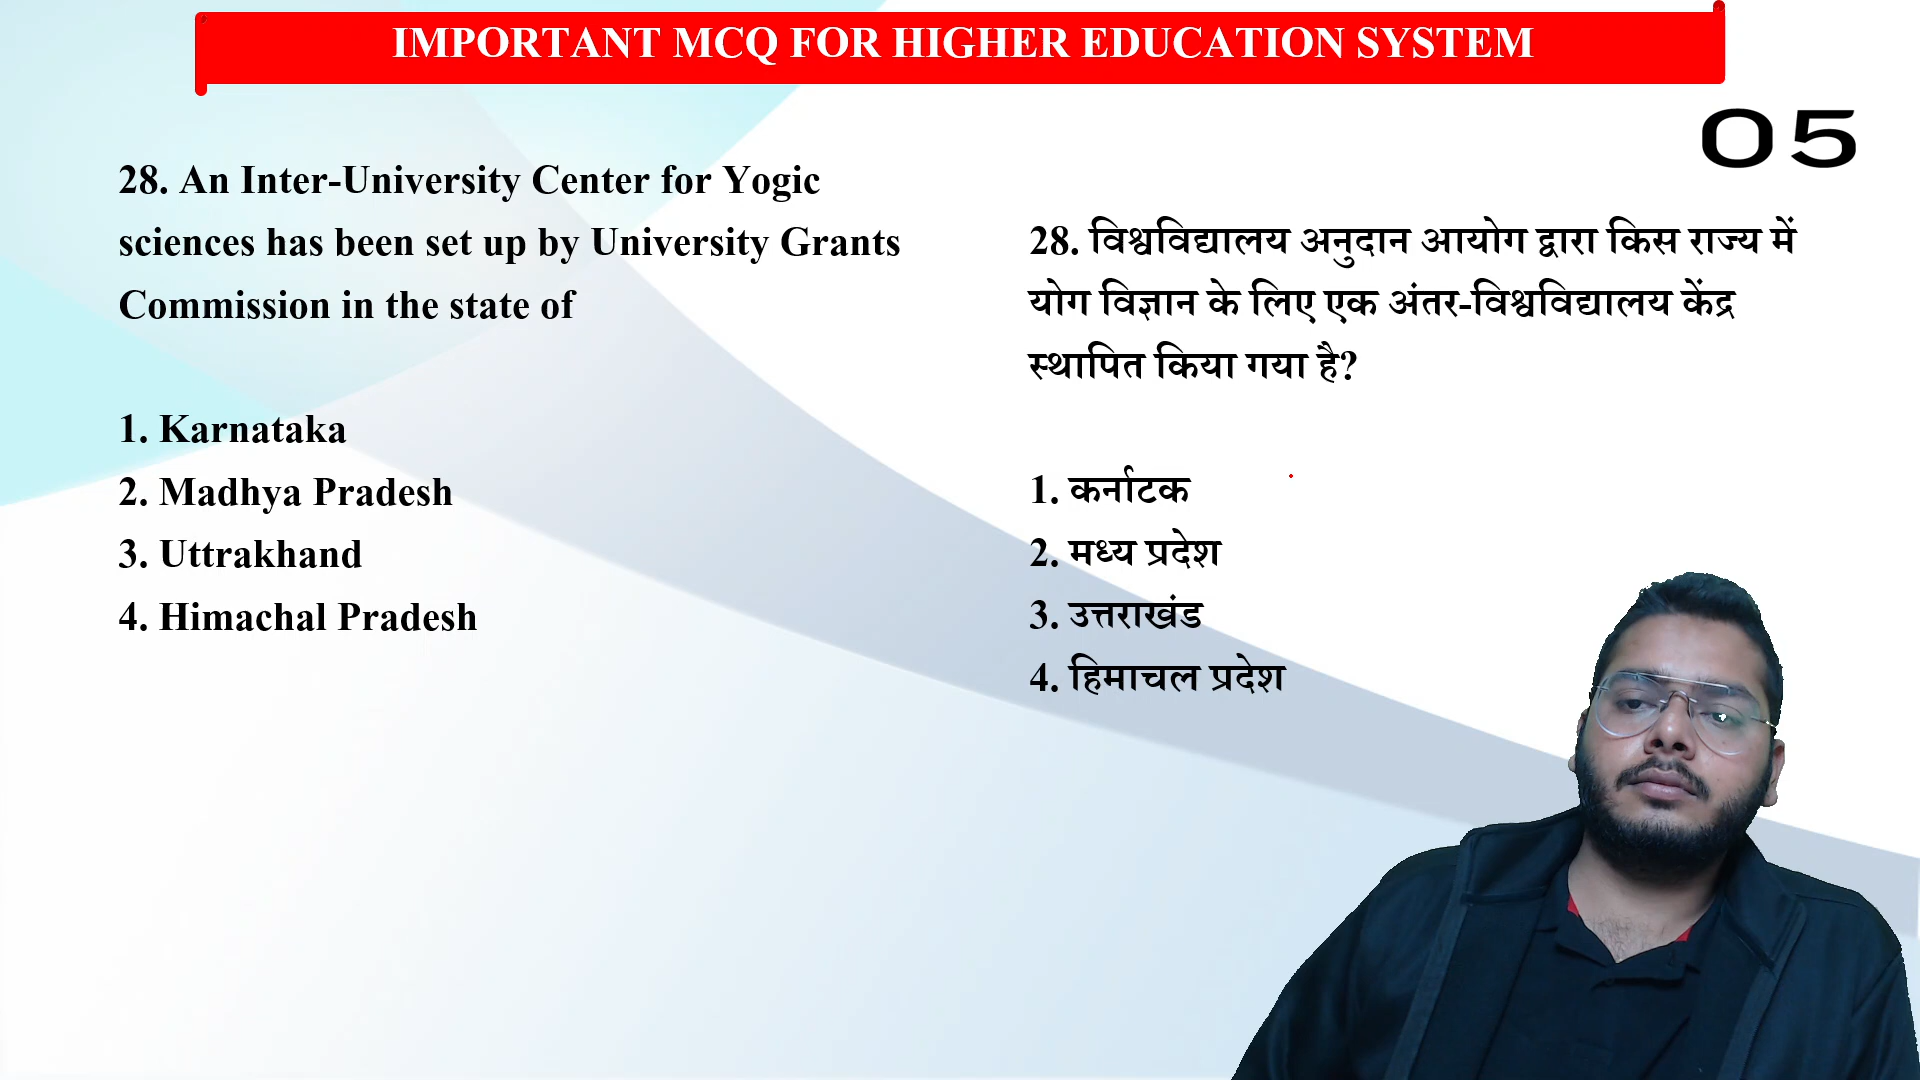 IMPORTANT MCQ FOR HIGHER EDUCATION SYSTEM
05
28. An Inter-University Center for Yogic
sciences has been set up by University Grants
Commission in the state of
1. Karnataka
2. Madhya Pradesh
3. Uttrakhand
4. Himachal Pradesh
28. विश्वविद्यालय अनुदान आयोग द्वारा किस राज्य में
योग विज्ञान के लिए एक अंतर-विश्वविद्यालय केंद्र
स्थापित किया गया है?
1. कर्नाटक
2. मध्य प्रदेश
3. उत्तराखंड
4. हिमाचल प्रदेश